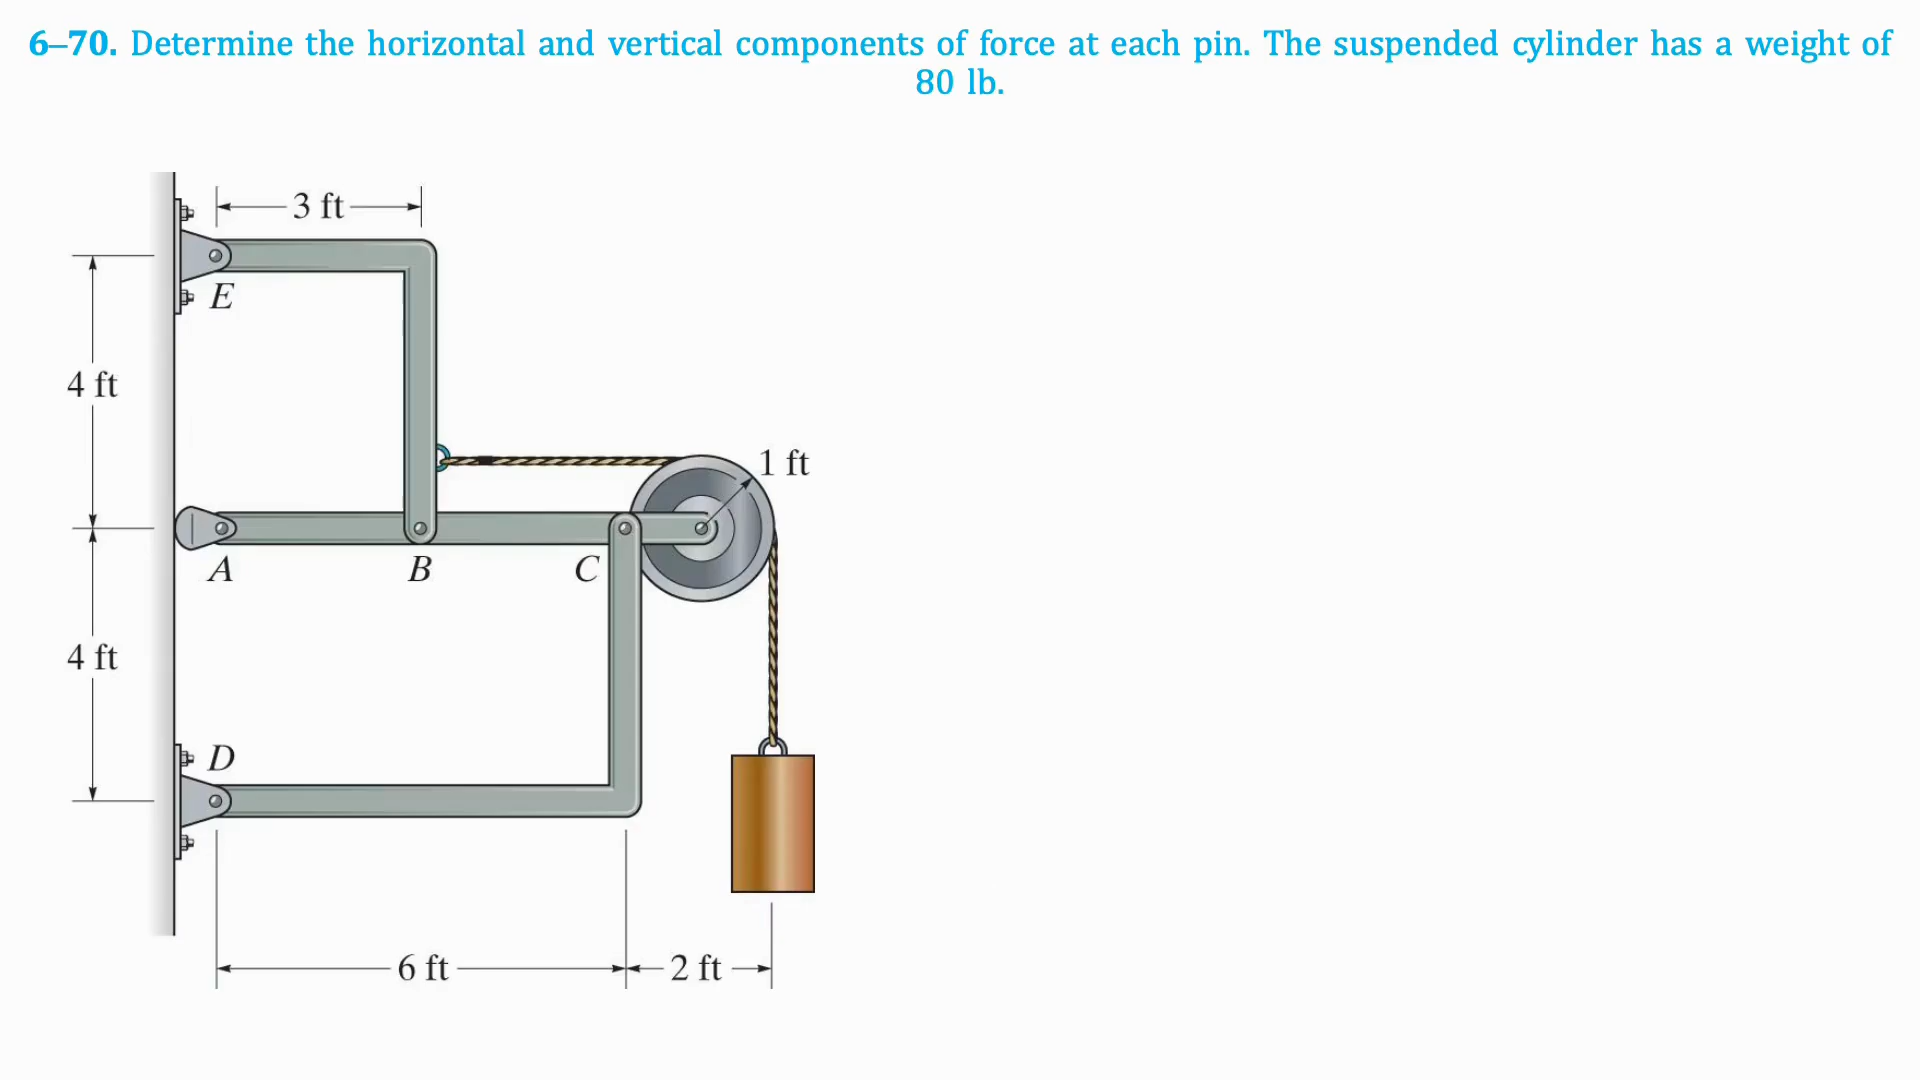 6–70. Determine the horizontal and vertical components of force at each pin. The suspended cylinder has a weight of
80 lb.
3 ft
E
4 ft
1 ft
A
B
C
4 ft
D
6 ft
2 ft